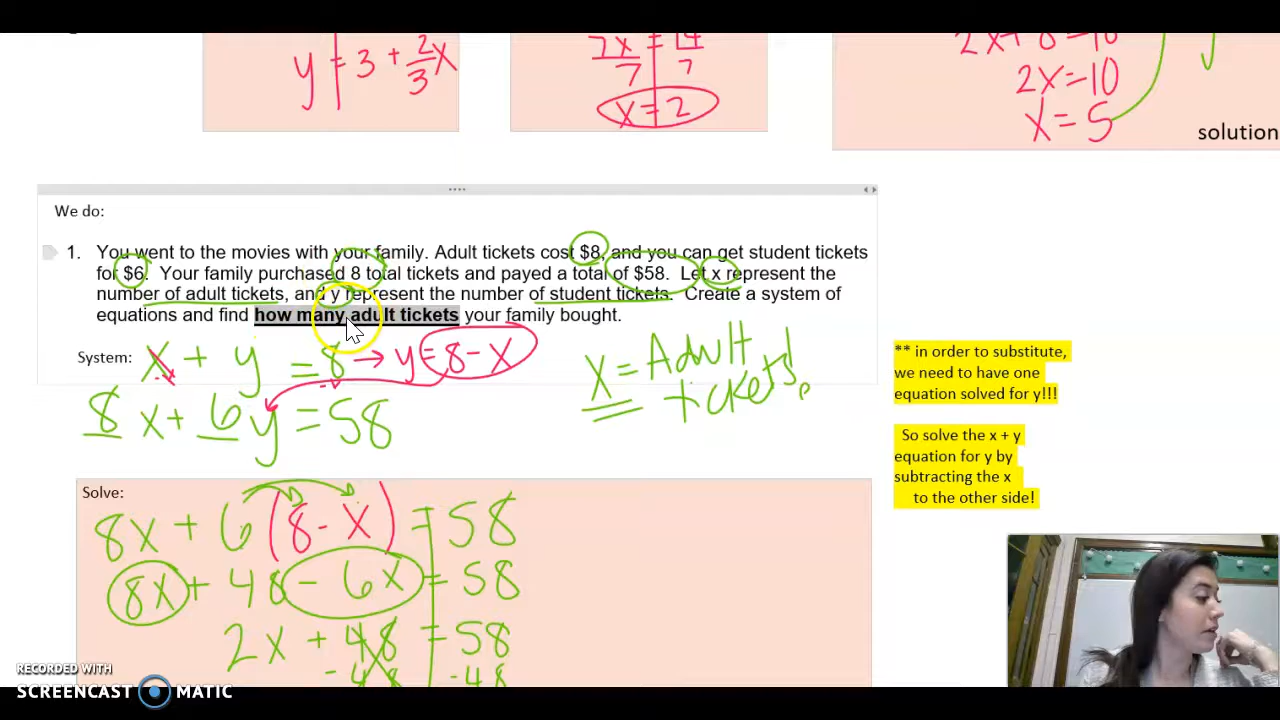 y = 3 + 2/3 x
7x = 14
7 7
x = 2
2x = 10
x = 5
solution
We do:
1. You went to the movies with your family. Adult tickets cost $8, and you can get student tickets
for $6. Your family purchased 8 total tickets and payed a total of $58. Let x represent the
number of adult tickets, and y represent the number of student tickets. Create a system of
equations and find how many adult tickets your family bought.
System: x + y = 8 → y = 8 - x
-x -x
8x + 6y = 58
x = Adult
tickets
** in order to substitute,
we need to have one
equation solved for y!!!
So solve the x + y
equation for y by
subtracting the x
to the other side!
Solve:
8x + 6(8 - x) = 58
8x + 48 - 6x = 58
2x + 48 = 58
-48 -48
RECORDED WITH
SCREENCAST MATIC